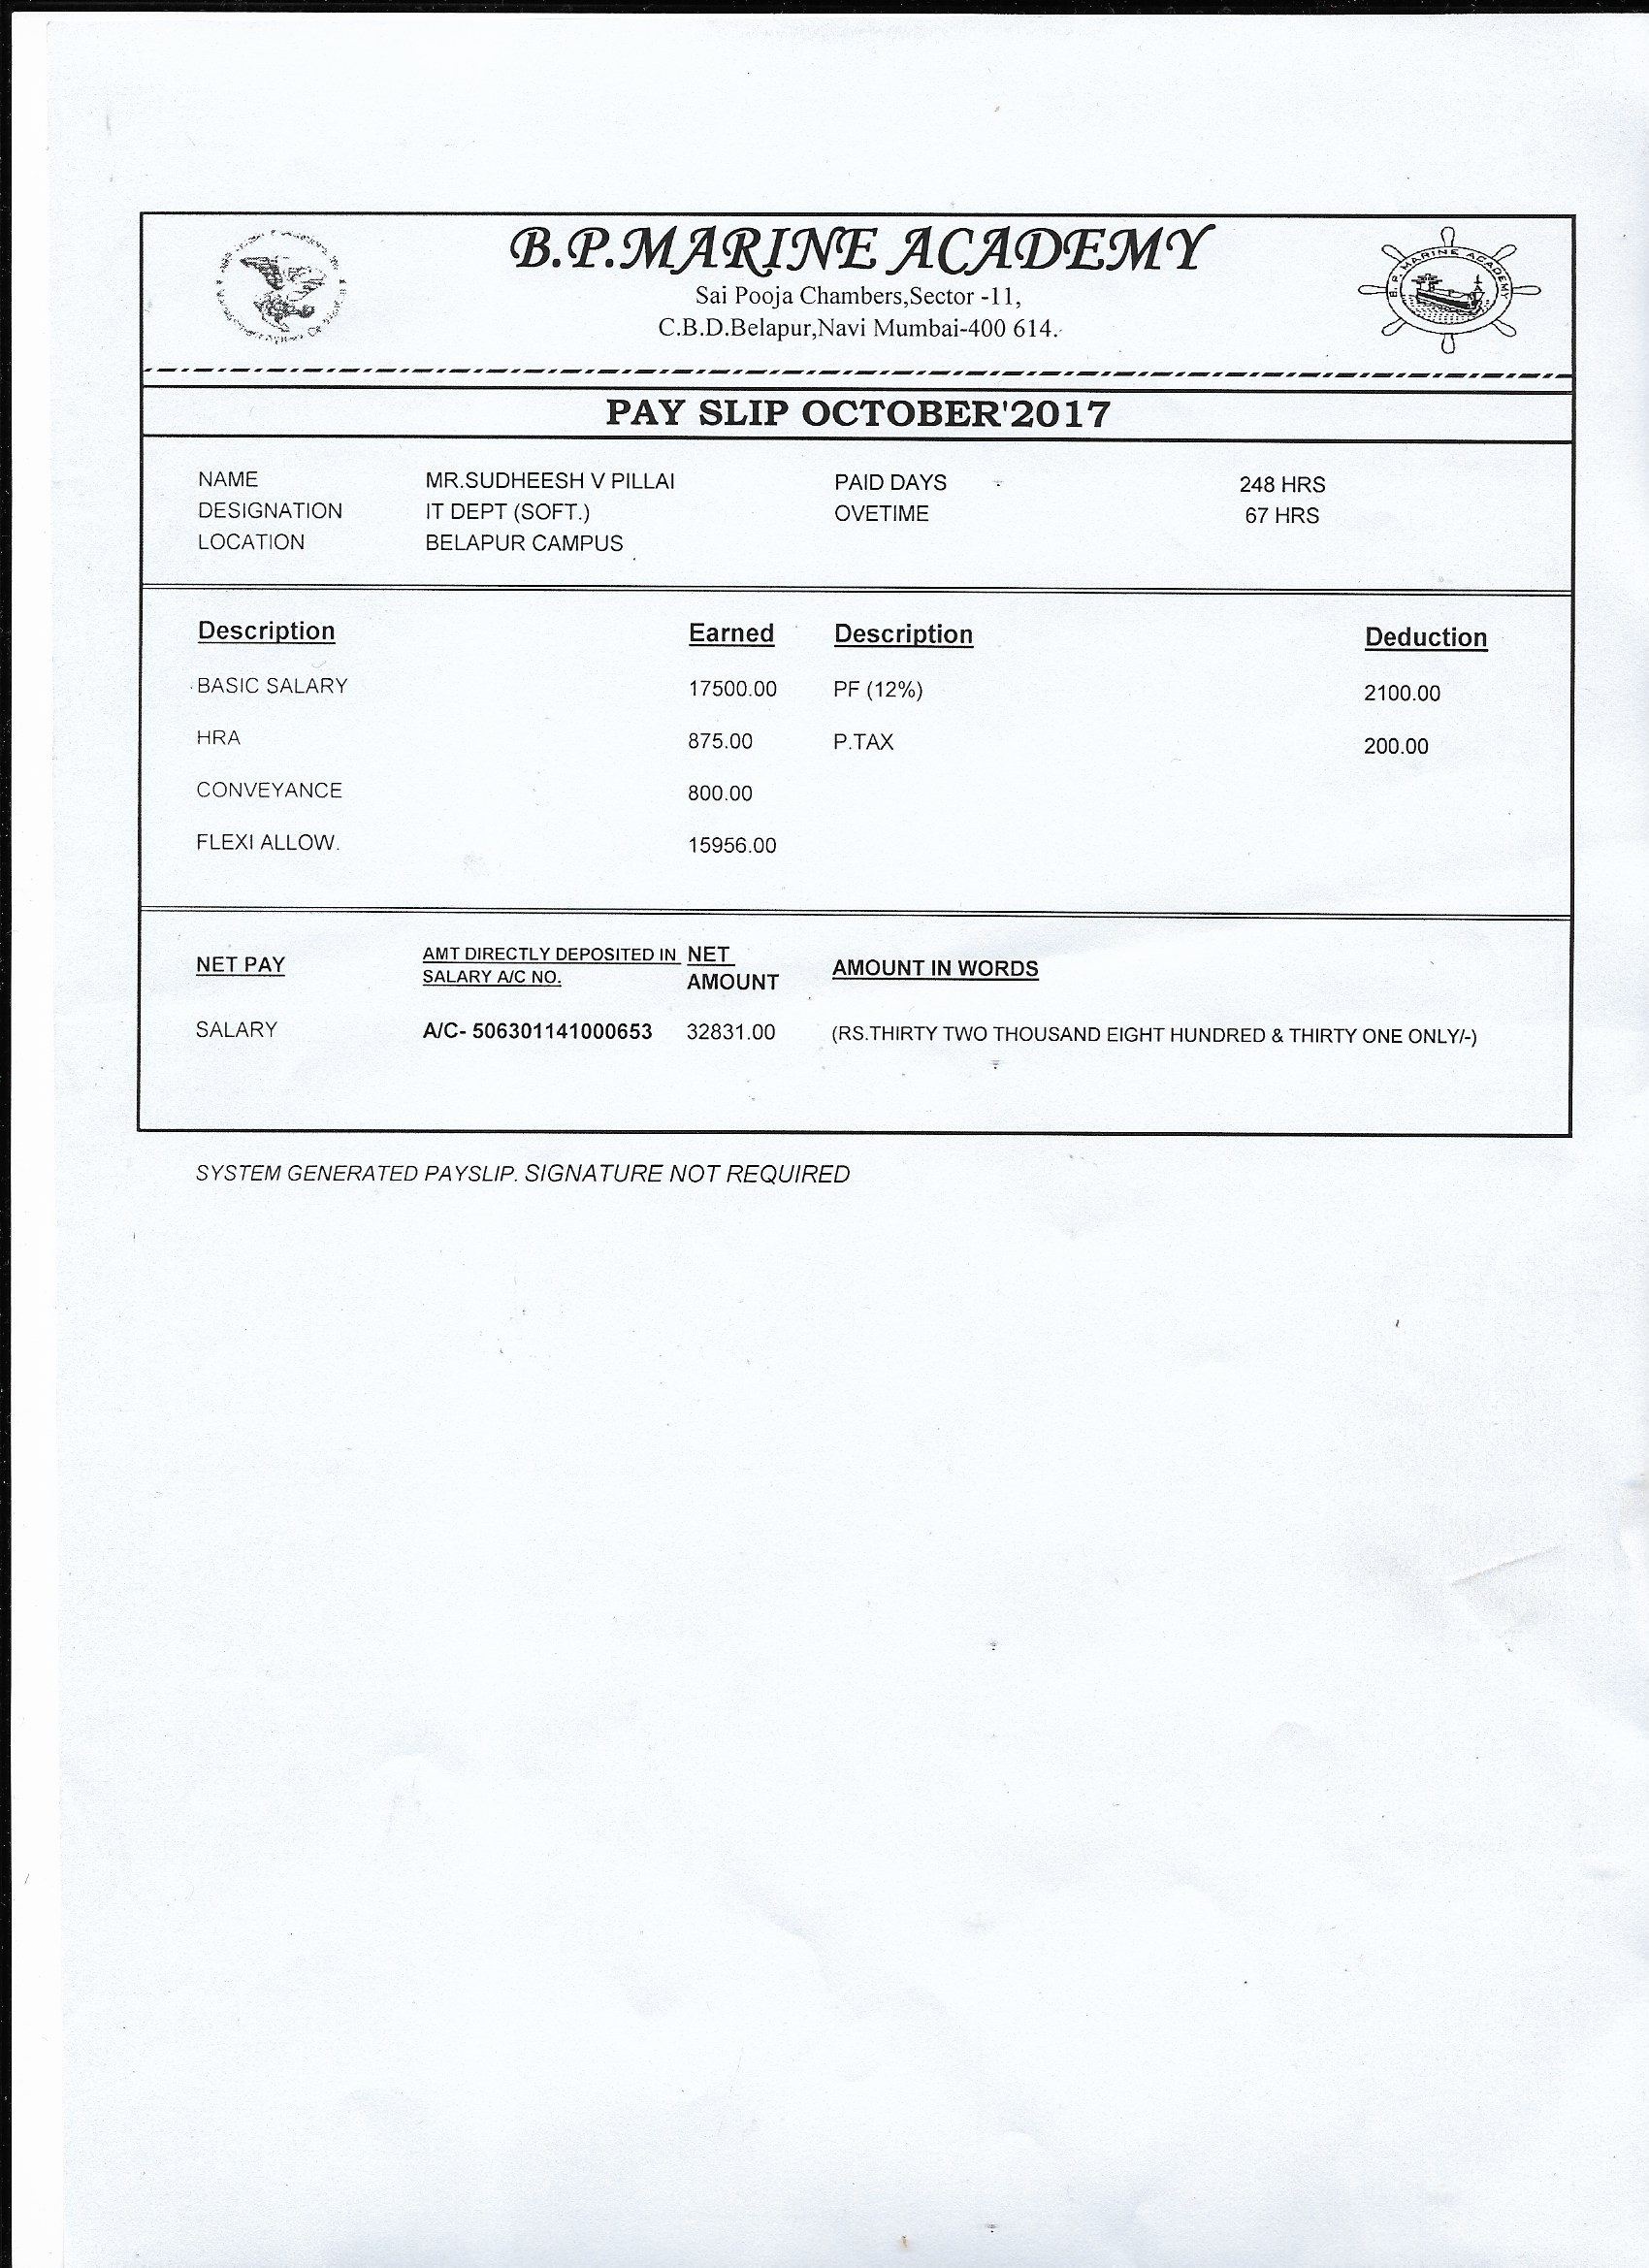 B.P.MARINE ACADEMY
Sai Pooja Chambers,Sector -11,
C.B.D.Belapur,Navi Mumbai-400 614.
B. P. MARINE ACADEMY
PAY SLIP OCTOBER'2017
NAME MR.SUDHEESH V PILLAI PAID DAYS 248 HRS
DESIGNATION IT DEPT (SOFT.) OVETIME 67 HRS
LOCATION BELAPUR CAMPUS
Description Earned Description Deduction
BASIC SALARY 17500.00 PF (12%) 2100.00
HRA 875.00 P.TAX 200.00
CONVEYANCE 800.00
FLEXI ALLOW. 15956.00
NET PAY AMT DIRECTLY DEPOSITED IN SALARY A/C NO. NET AMOUNT AMOUNT IN WORDS
SALARY A/C- 506301141000653 32831.00 (RS.THIRTY TWO THOUSAND EIGHT HUNDRED & THIRTY ONE ONLY/-)
SYSTEM GENERATED PAYSLIP. SIGNATURE NOT REQUIRED